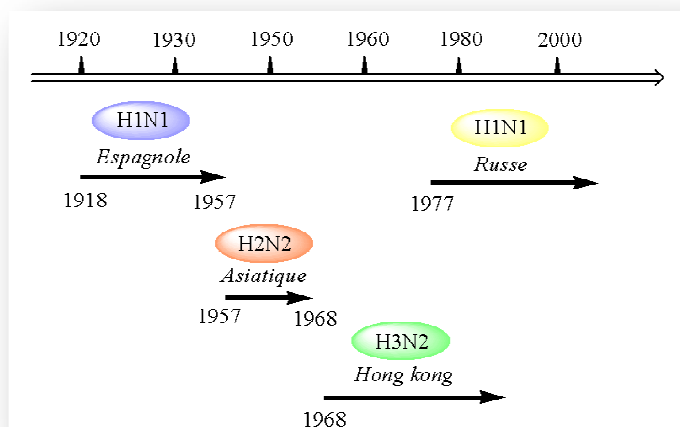 1920 1930 1950 1960 1980 2000
H1N1
Espagnole
1918 1957
H1N1
Russe
1977
H2N2
Asiatique
1957 1968
H3N2
Hong kong
1968